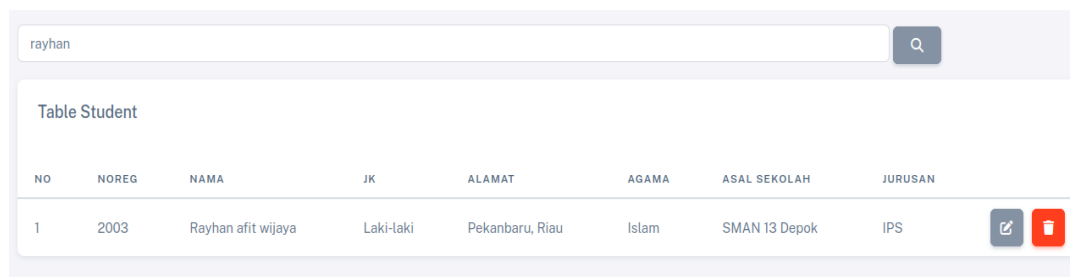 rayhan
Table Student
NO NOREG NAMA JK ALAMAT AGAMA ASAL SEKOLAH JURUSAN
1 2003 Rayhan afit wijaya Laki-laki Pekanbaru, Riau Islam SMAN 13 Depok IPS